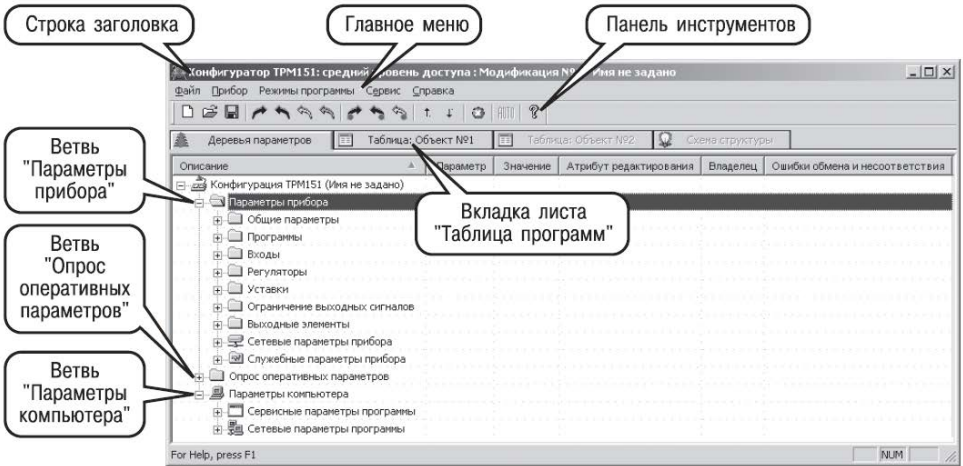 Строка заголовка
Главное меню
Панель инструментов
Конфигуратор ТРМ151: средний уровень доступа : Модификация Имя не задано
Файл Прибор Режимы программы Сервис Справка
AUTO
Деревья параметров Таблица: Объект №1 Таблица: Объект №2 Схема структуры
Описание Параметр Значение Атрибут редактирования Владелец Ошибки обмена и несоответствия
Конфигурация ТРМ151 (Имя не задано)
Параметры прибора
Общие параметры
Программы
Входы
Регуляторы
Уставки
Ограничение выходных сигналов
Выходные элементы
Сетевые параметры прибора
Служебные параметры прибора
Опрос оперативных параметров
Параметры компьютера
Сервисные параметры программы
Сетевые параметры программы
For Help, press F1
NUM
Ветвь
"Параметры
прибора"
Ветвь
"Опрос
оперативных
параметров"
Ветвь
"Параметры
компьютера"
Вкладка листа
"Таблица программ"